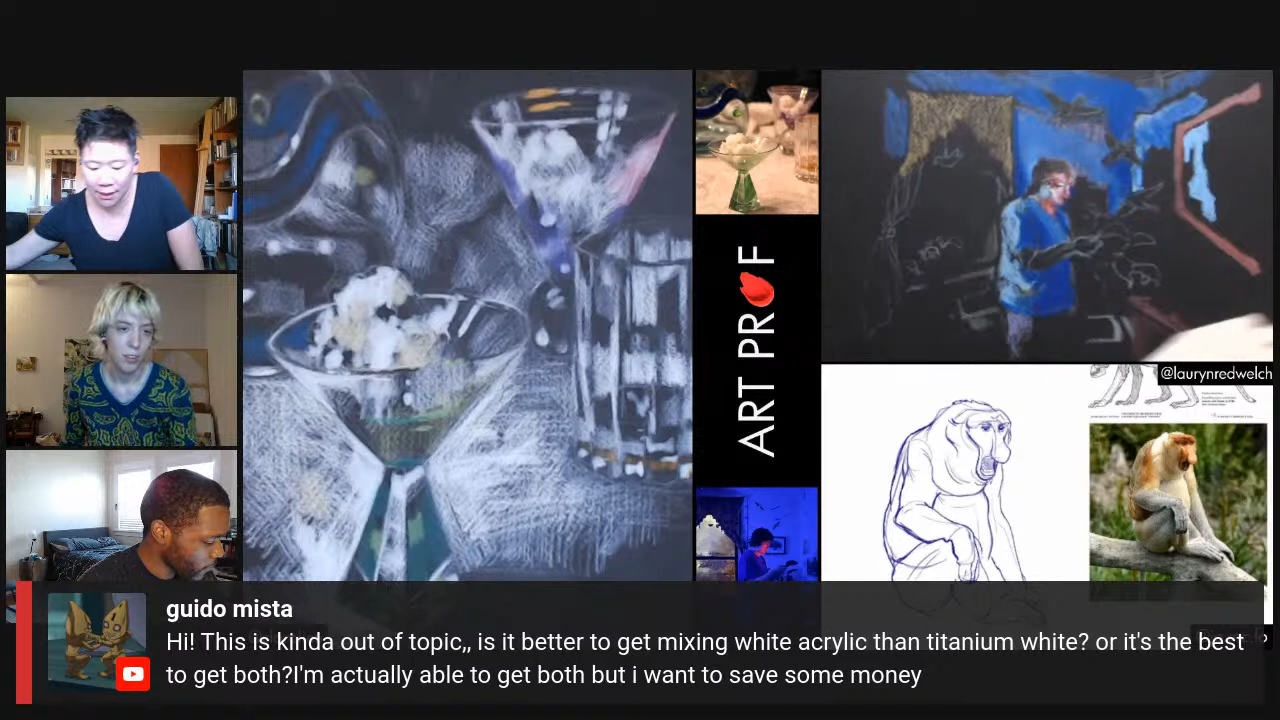 ART PROOF
@laurynredwelch
guido mista
Hi! This is kinda out of topic,, is it better to get mixing white acrylic than titanium white? or it's the best
to get both?I'm actually able to get both but i want to save some money